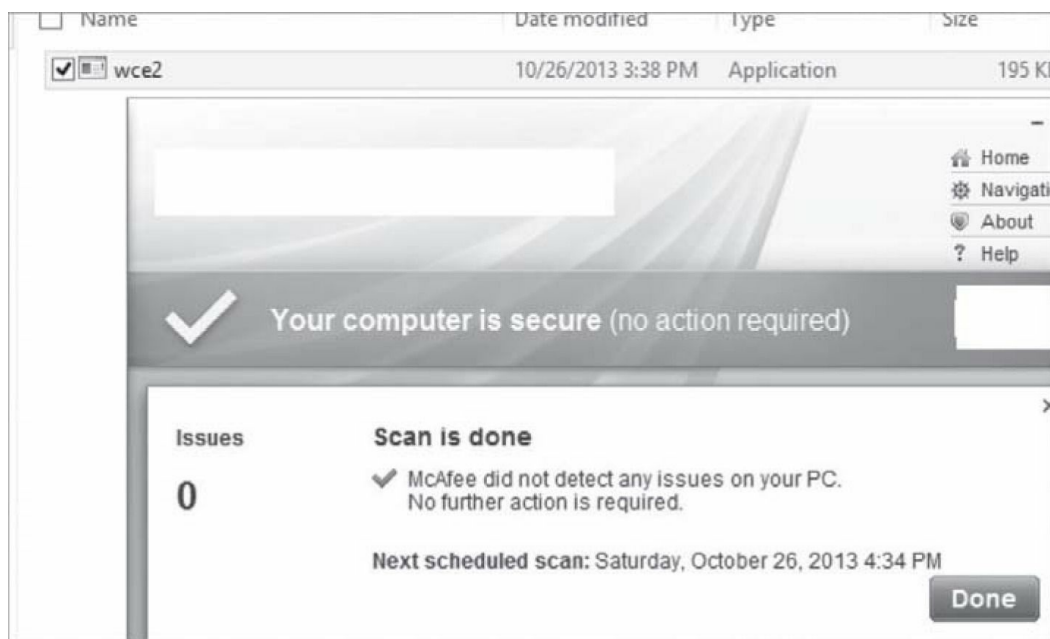 Name Date modified Type Size
wce2 10/26/2013 3:38 PM Application 195
Home
About
? Help
Your computer is secure (no action required)
Issues
Scan is done
0
McAfee did not detect any issues on your PC.
No further action is required.
Next scheduled scan: Saturday, October 26, 2013 4:34 PM
Done